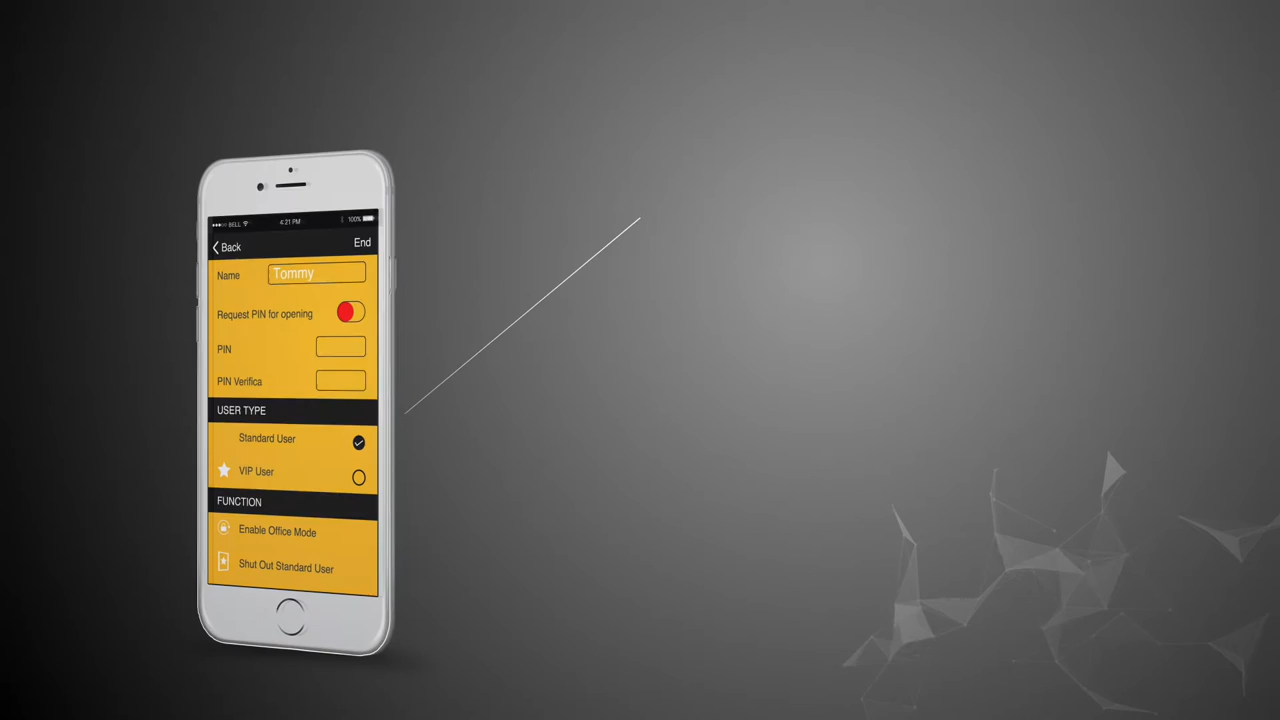 BELL 4:21 PM 100%
Back End
Name Tommy
Request PIN for opening
PIN
PIN Verifica
USER TYPE
Standard User
VIP User
FUNCTION
Enable Office Mode
Shut Out Standard User